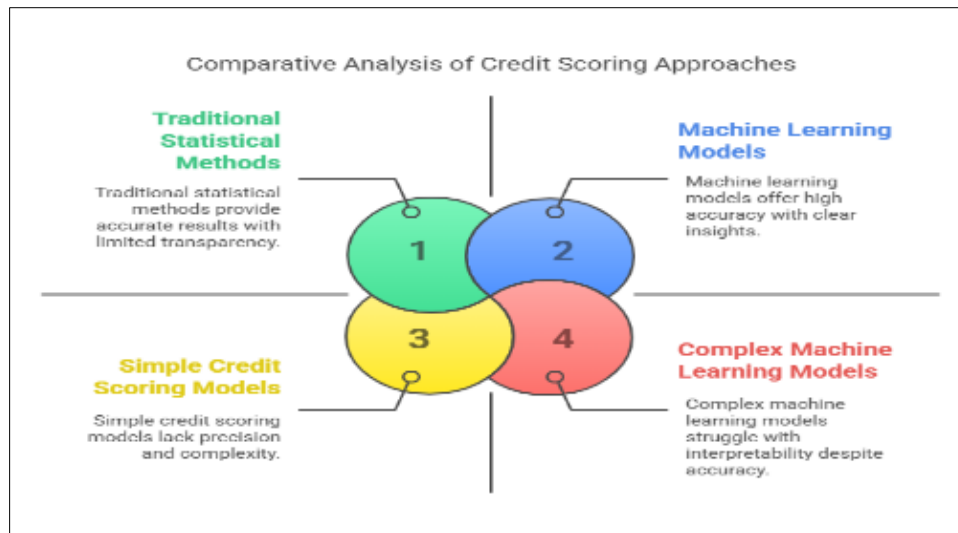 Comparative Analysis of Credit Scoring Approaches
Traditional
Statistical
Methods
Traditional statistical
methods provide
accurate results with
limited transparency.
Machine Learning
Models
Machine learning
models offer high
accuracy with clear
insights.
1
2
3
4
Simple Credit
Scoring Models
Simple credit scoring
models lack precision
and complexity.
Complex Machine
Learning Models
Complex machine
learning models
struggle with
interpretability despite
accuracy.